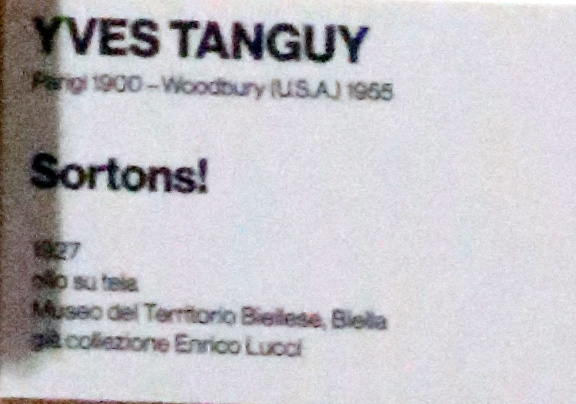 YVES TANGUY
Parigi 1900 – Woodbury (U.S.A.) 1955
Sortons!
1927
olio su tela
Museo del Territorio Biellese, Biella
già collezione Enrico Lucci